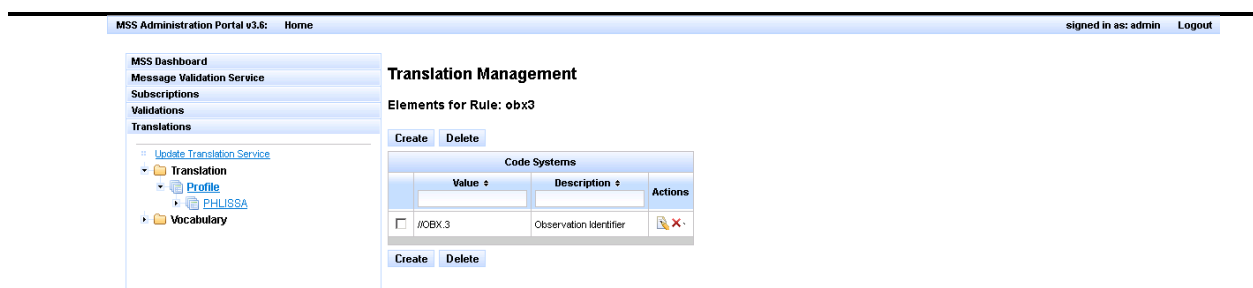 MSS Administration Portal v3.6: Home signed in as: admin Logout
MSS Dashboard
Message Validation Service
Subscriptions
Validations
Translations
Update Translation Service
Translation
Profile
PHLISSA
Vocabulary
Translation Management
Elements for Rule: obx3
Create Delete
Code Systems
Value Description Actions
//OBX.3 Observation Identifier
Create Delete